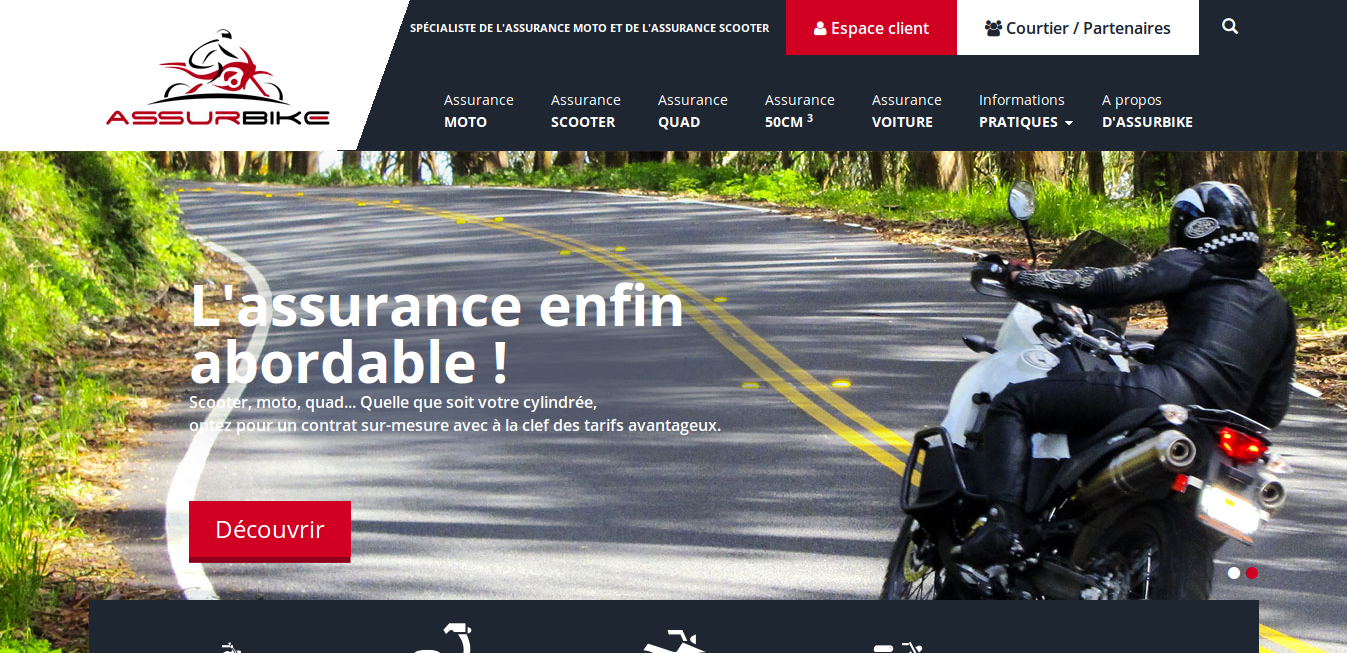 SPÉCIALISTE DE L'ASSURANCE MOTO ET DE L'ASSURANCE SCOOTER
Espace client
Courtier / Partenaires
ASSURBIKE
Assurance
MOTO
Assurance
SCOOTER
Assurance
QUAD
Assurance
50CM ³
Assurance
VOITURE
Informations
PRATIQUES
A propos
D'ASSURBIKE
L'assurance enfin
abordable !
Scooter, moto, quad... Quelle que soit votre cylindrée,
optez pour un contrat sur-mesure avec à la clef des tarifs avantageux.
Découvrir